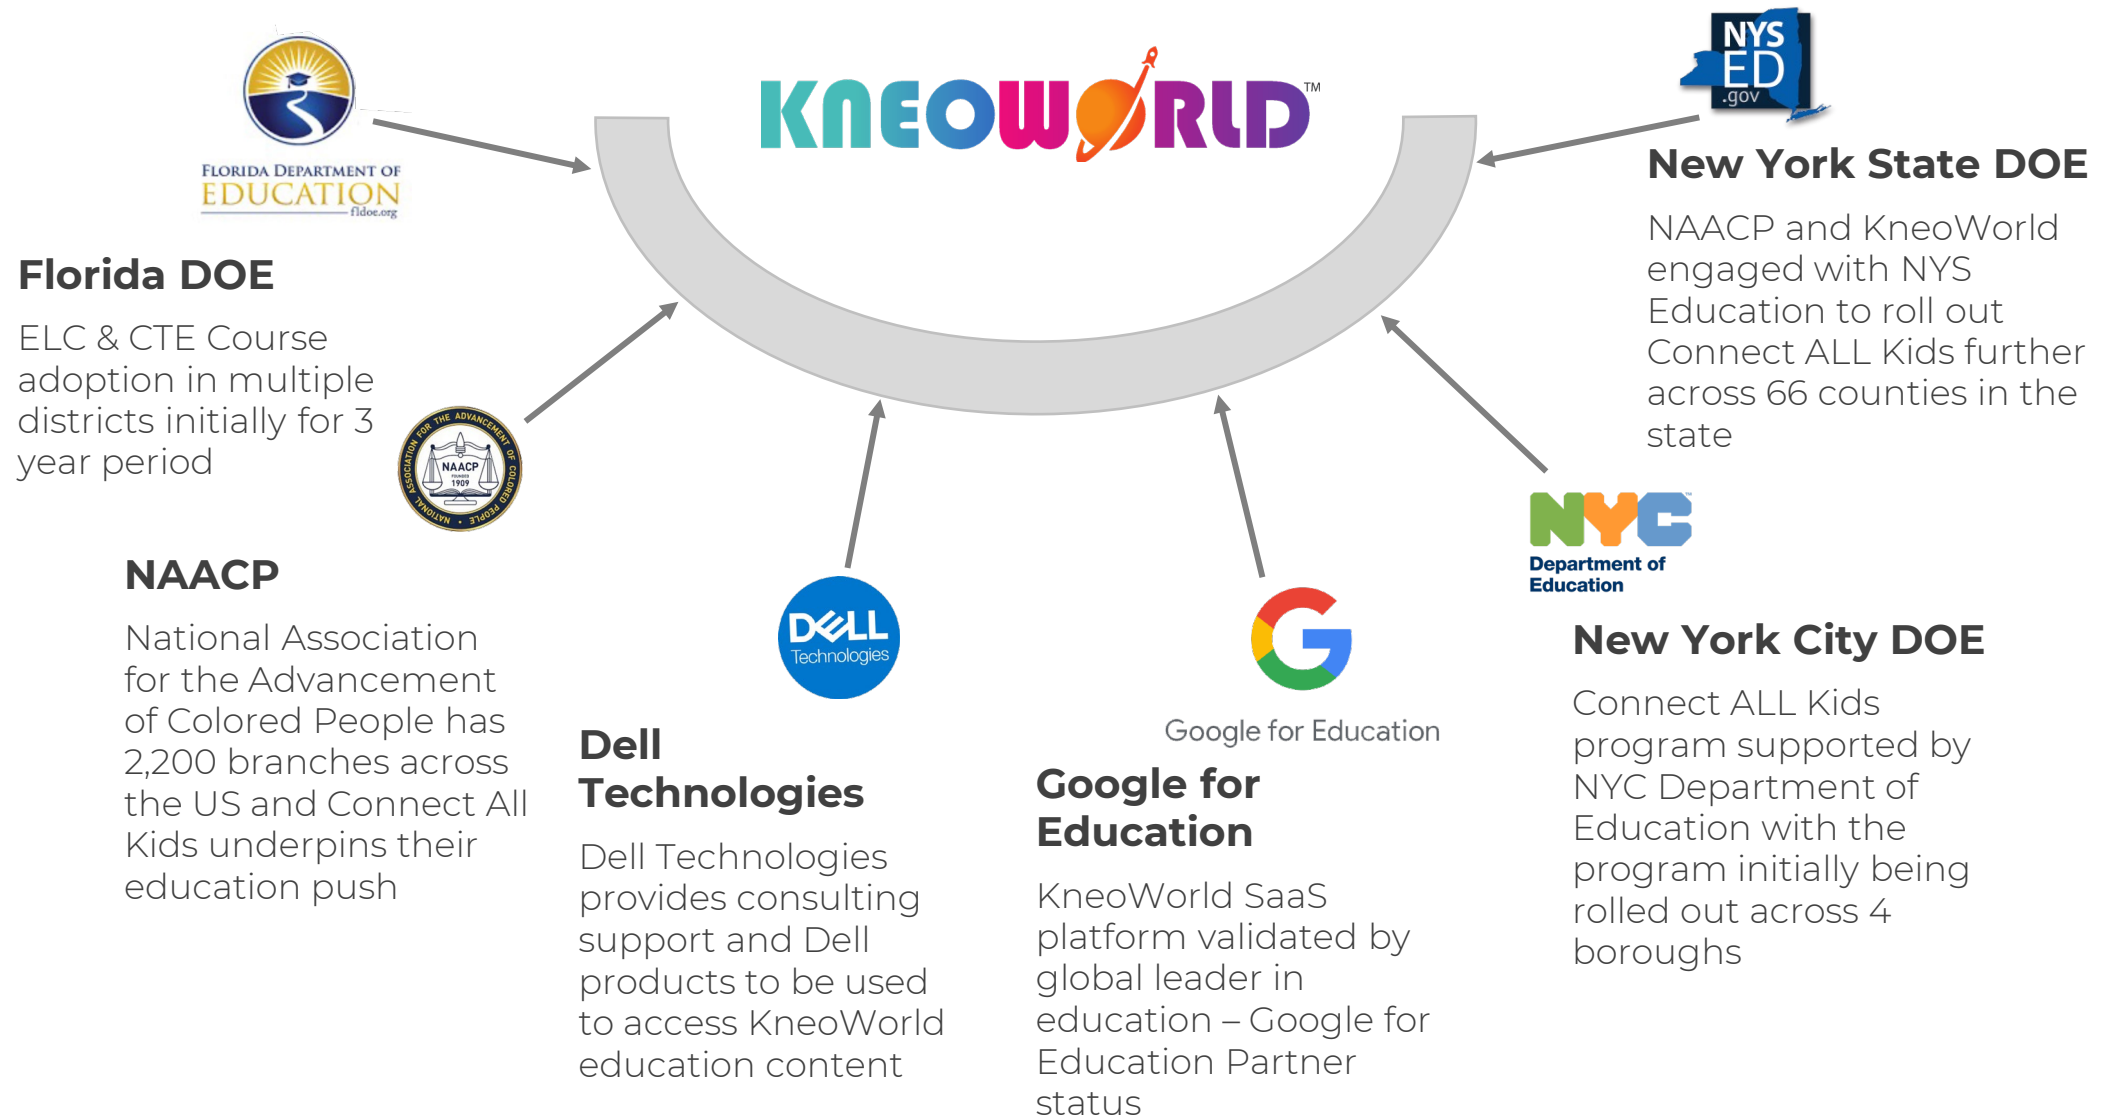 FLORIDA DEPARTMENT OF
EDUCATION
fldoe.org
Florida DOE
ELC & CTE Course
adoption in multiple
districts initially for 3
year period
NATIONAL ASSOCIATION FOR THE ADVANCEMENT OF COLORED PEOPLE
NAACP
FOUNDED
1909
NAACP
National Association
for the Advancement
of Colored People has
2,200 branches across
the US and Connect All
Kids underpins their
education push
KNEOWORLD™
DELL
Technologies
Dell
Technologies
Dell Technologies
provides consulting
support and Dell
products to be used
to access KneoWorld
education content
Google for Education
Google for
Education
KneoWorld SaaS
platform validated by
global leader in
education – Google for
Education Partner
status
NYC™
Department of
Education
New York City DOE
Connect ALL Kids
program supported by
NYC Department of
Education with the
program initially being
rolled out across 4
boroughs
NYS
ED
.gov
New York State DOE
NAACP and KneoWorld
engaged with NYS
Education to roll out
Connect ALL Kids further
across 66 counties in the
state